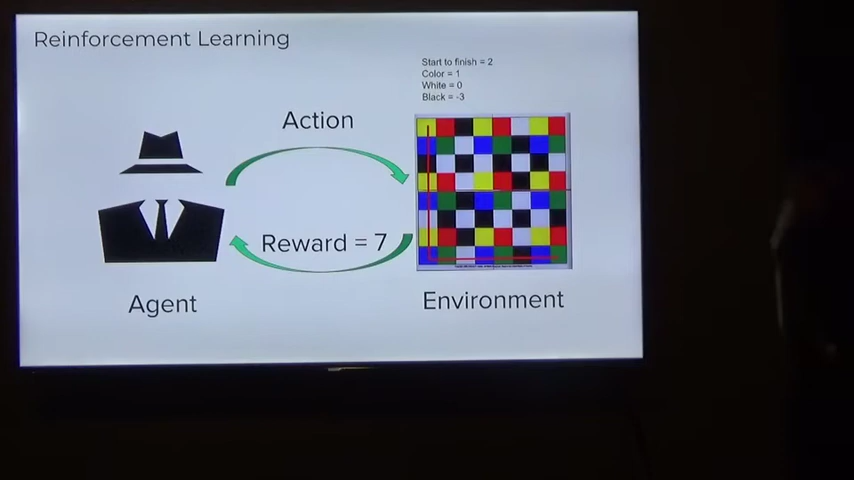 Reinforcement Learning
Start to finish = 2
Color = 1
White = 0
Black = -3
Action
Reward = 7
Agent
Environment